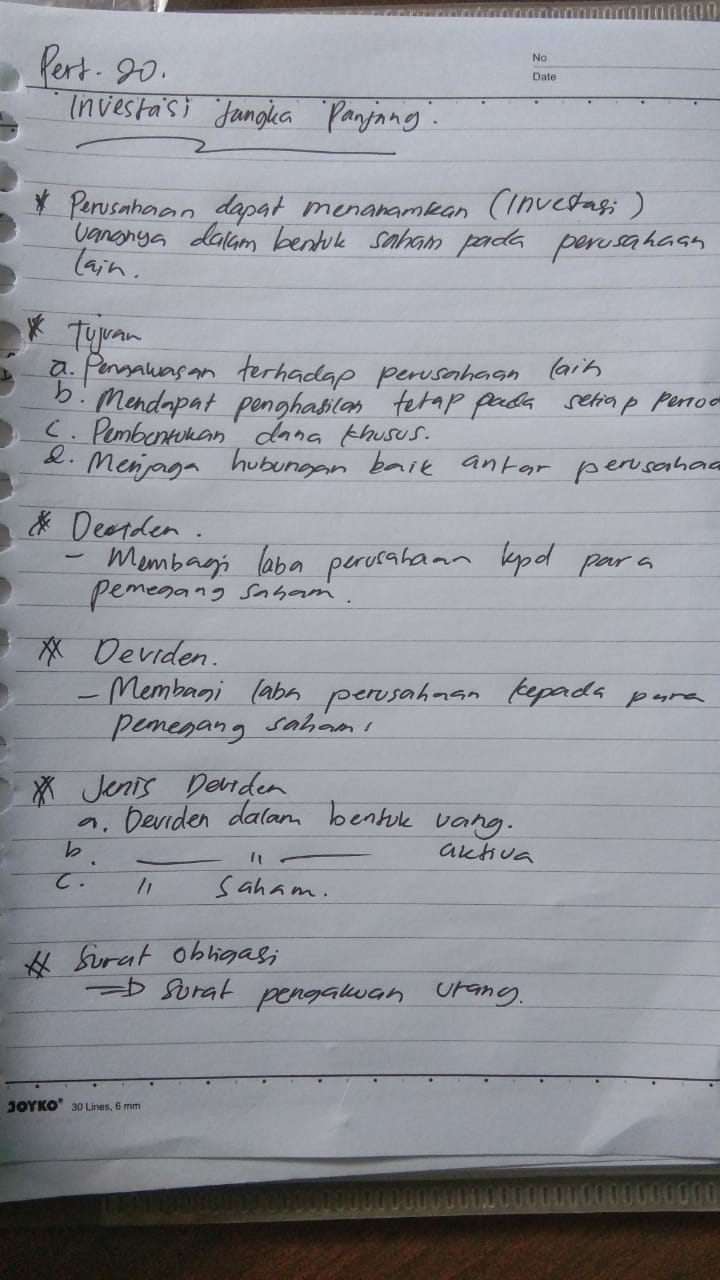 Pert. 20.
No
Date
Investasi Jangka Panjang.
* Perusahaan dapat menanamkan (Investasi)
uangnya dalam bentuk saham pada perusahaan
lain.
* Tujuan
a. Pengawasan terhadap perusahaan lain
b. Mendapat penghasilan tetap pada setiap period
c. Pembentukan dana khusus.
d. Menjaga hubungan baik antar perusahaa
* Deviden.
- Membagi laba perusahaan kpd para
pemegang saham.
* Deviden.
- Membagi laba perusahaan kepada para
pemegang saham.
* Jenis Deviden
a. Deviden dalam bentuk uang.
b. — " — aktiva
c. " Saham.
# Surat Obligasi
=> Surat pengakuan utang.
JOYKO® 30 Lines, 6 mm